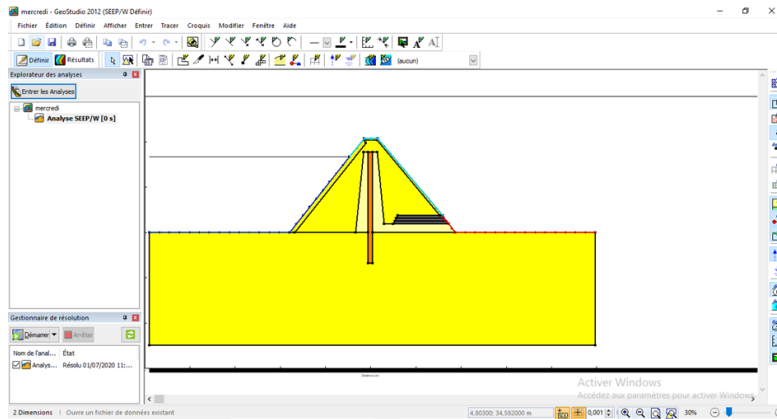 mercredi - GeoStudio 2012 (SEEP/W Définir)
Fichier Édition Définir Afficher Entrer Tracer Croquis Modifier Fenêtre Aide
Définir Résultats (aucun)
Explorateur des analyses
Entrer les Analyses
mercredi
Analyse SEEP/W [0 s]
Gestionnaire de résolution
Démarrer Arrêter
Nom de l'anal... État
Analys... Résolu 01/07/2020 11:...
Activer Windows
Accédez aux paramètres pour activer Windows.
2 Dimensions Ouvre un fichier de données existant 4,80300; 34,592000 m 0,001 30%